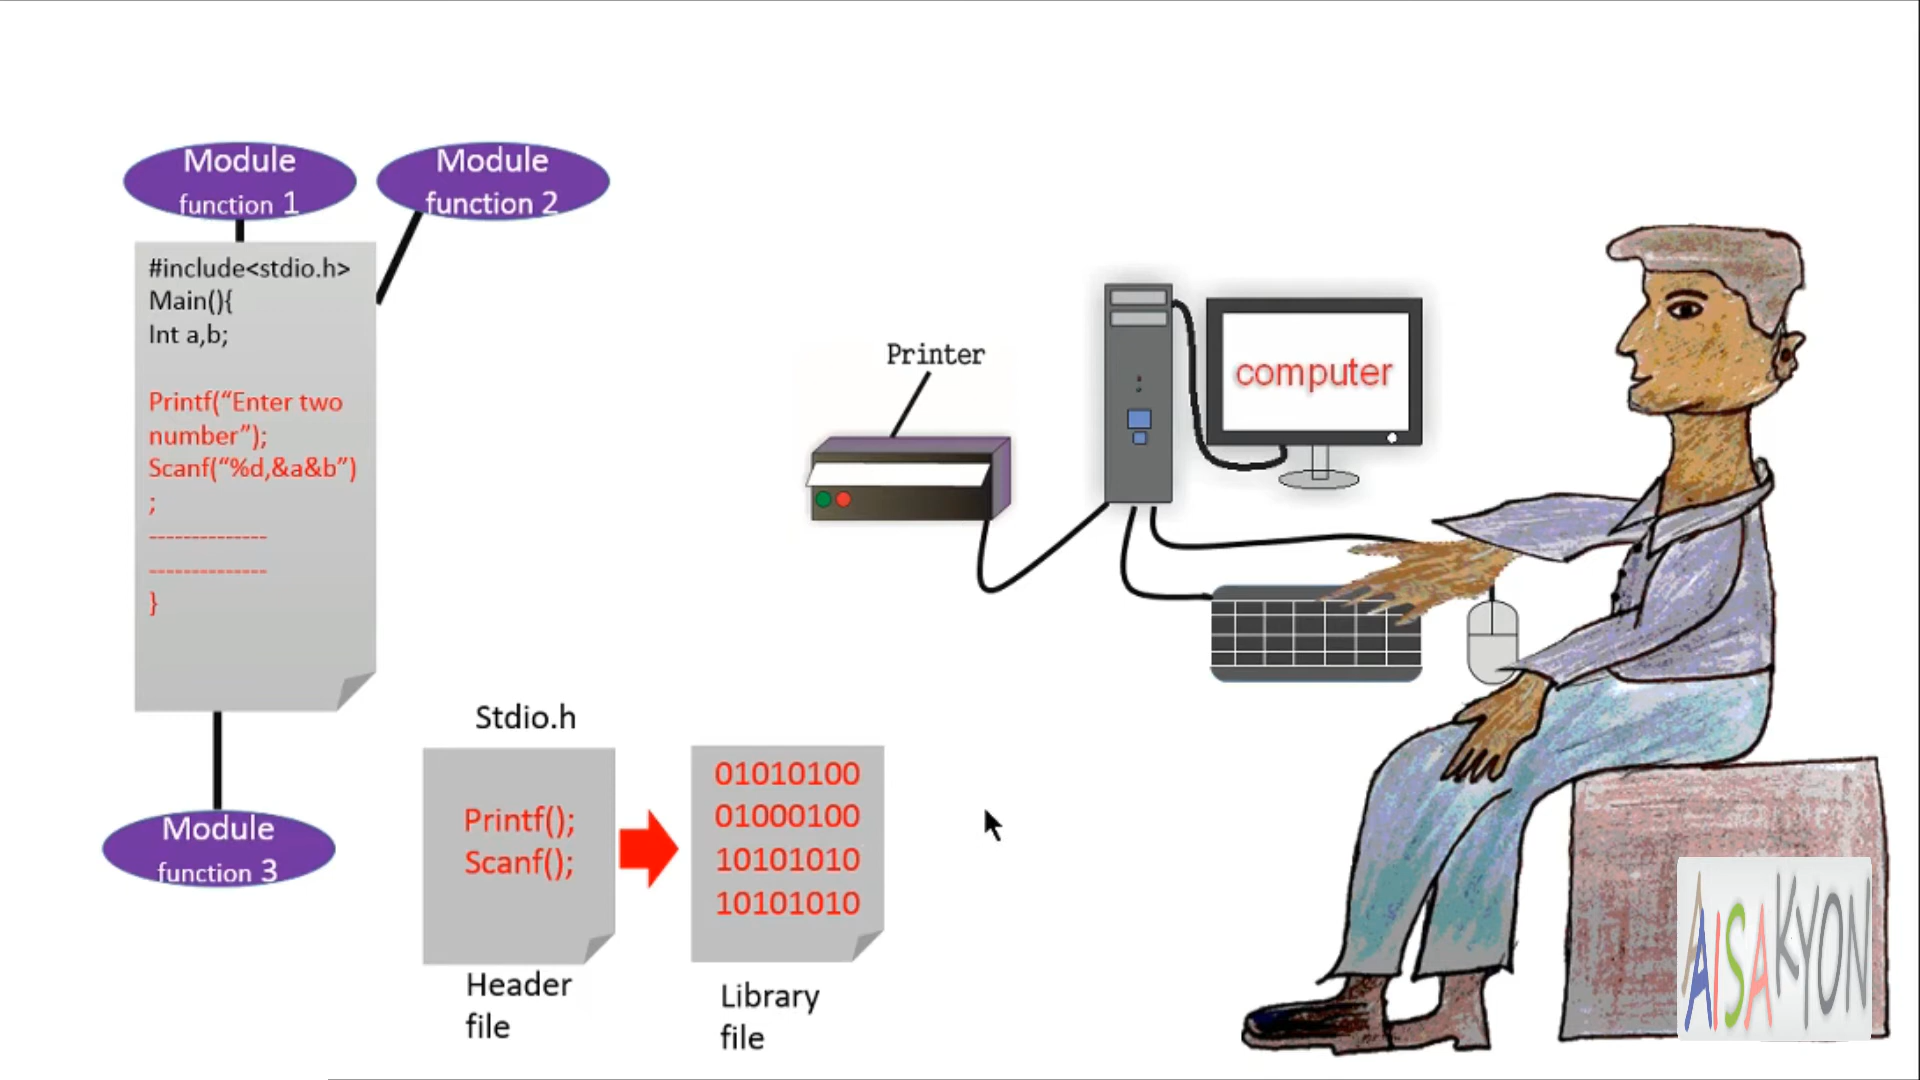 Module
function 1
Module
function 2
#include<stdio.h>
Main(){
Int a,b;
Printf(“Enter two
number”);
Scanf(“%d,&a&b”)
;
--------------
--------------
}
Module
function 3
Stdio.h
Printf();
Scanf();
Header
file
01010100
01000100
10101010
10101010
Library
file
Printer
computer
AISAKYON